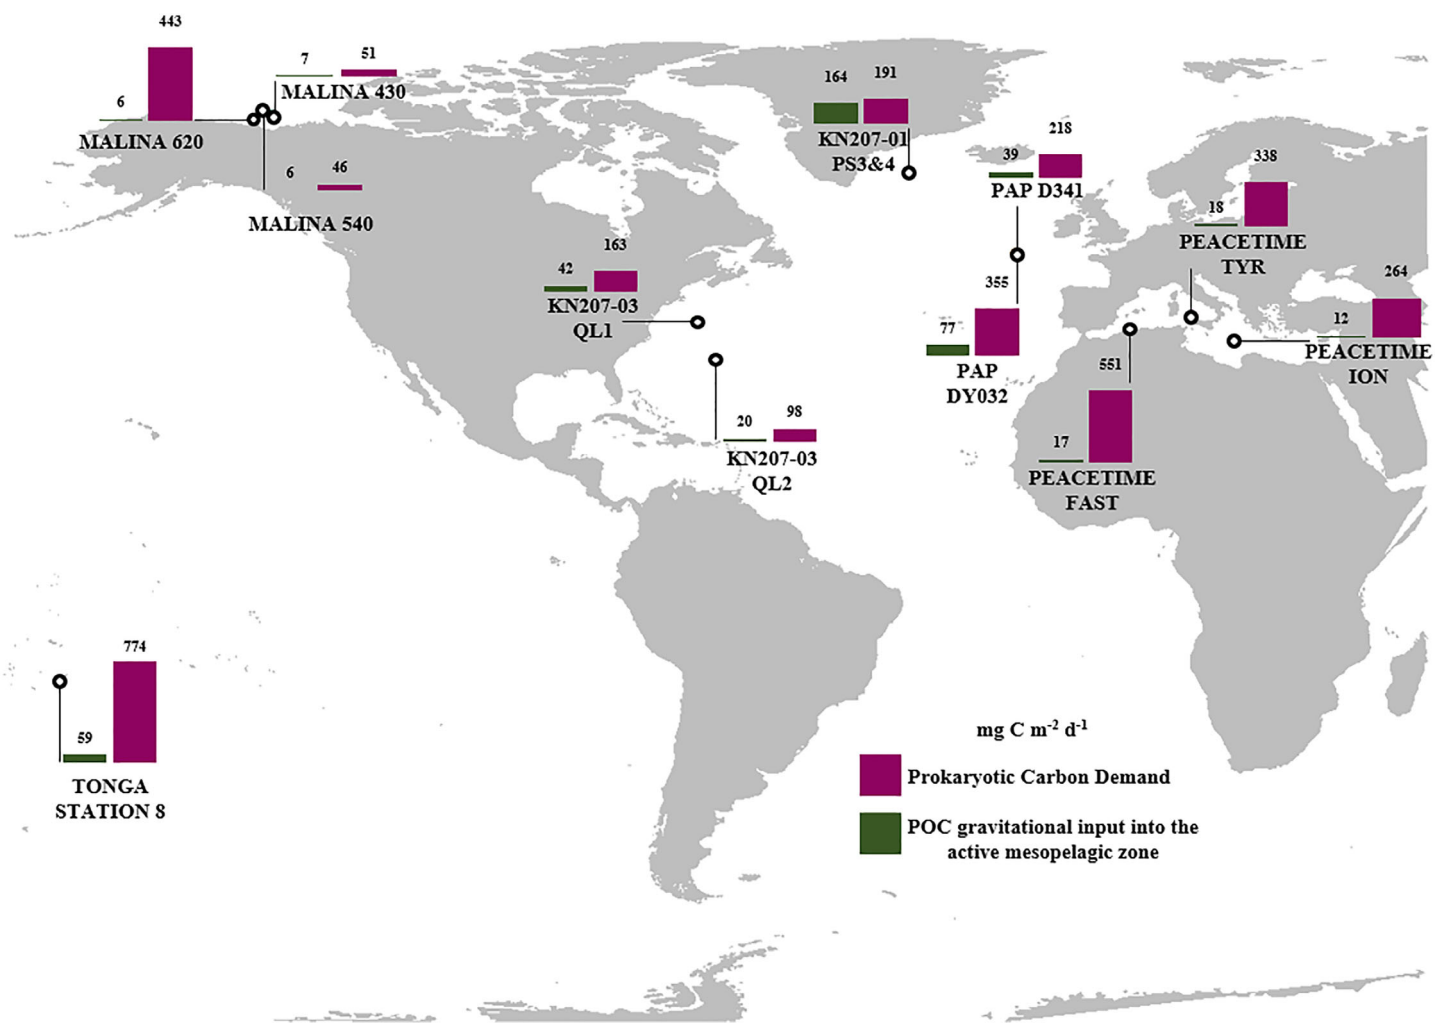 443
6
MALINA 620
7
51
MALINA 430
6
46
MALINA 540
164
191
KN207-01
PS3&4
39
218
PAP D341
18
338
PEACETIME
TYR
42
163
KN207-03
QL1
355
77
PAP
DY032
264
12
PEACETIME
ION
551
17
PEACETIME
FAST
20
98
KN207-03
QL2
774
59
TONGA
STATION 8
mg C m⁻² d⁻¹
Prokaryotic Carbon Demand
POC gravitational input into the
active mesopelagic zone